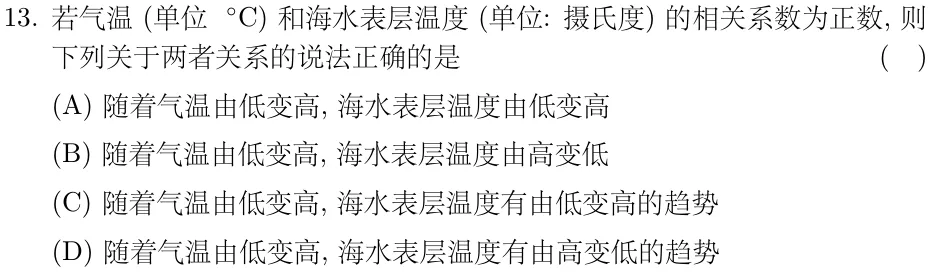 13. 若气温 (单位 °C) 和海水表层温度 (单位: 摄氏度) 的相关系数为正数, 则
下列关于两者关系的说法正确的是 ( )
(A) 随着气温由低变高, 海水表层温度由低变高
(B) 随着气温由低变高, 海水表层温度由高变低
(C) 随着气温由低变高, 海水表层温度有由低变高的趋势
(D) 随着气温由低变高, 海水表层温度有由高变低的趋势